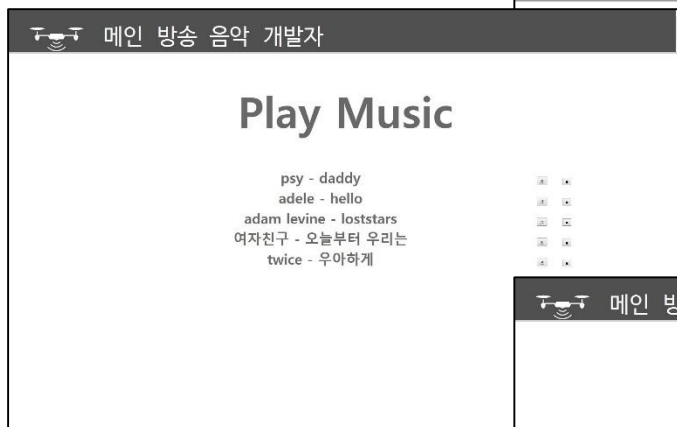 메인 방송 음악 개발자
Play Music
psy - daddy
adele - hello
adam levine - loststars
여자친구 - 오늘부터 우리는
twice - 우아하게
메인